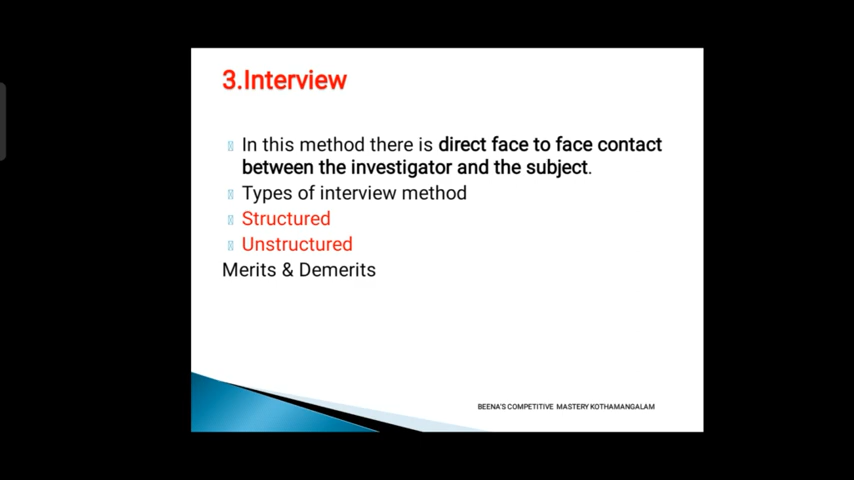 3.Interview
In this method there is direct face to face contact
between the investigator and the subject.
Types of interview method
Structured
Unstructured
Merits & Demerits
BEENA'S COMPETITIVE MASTERY KOTHAMANGALAM